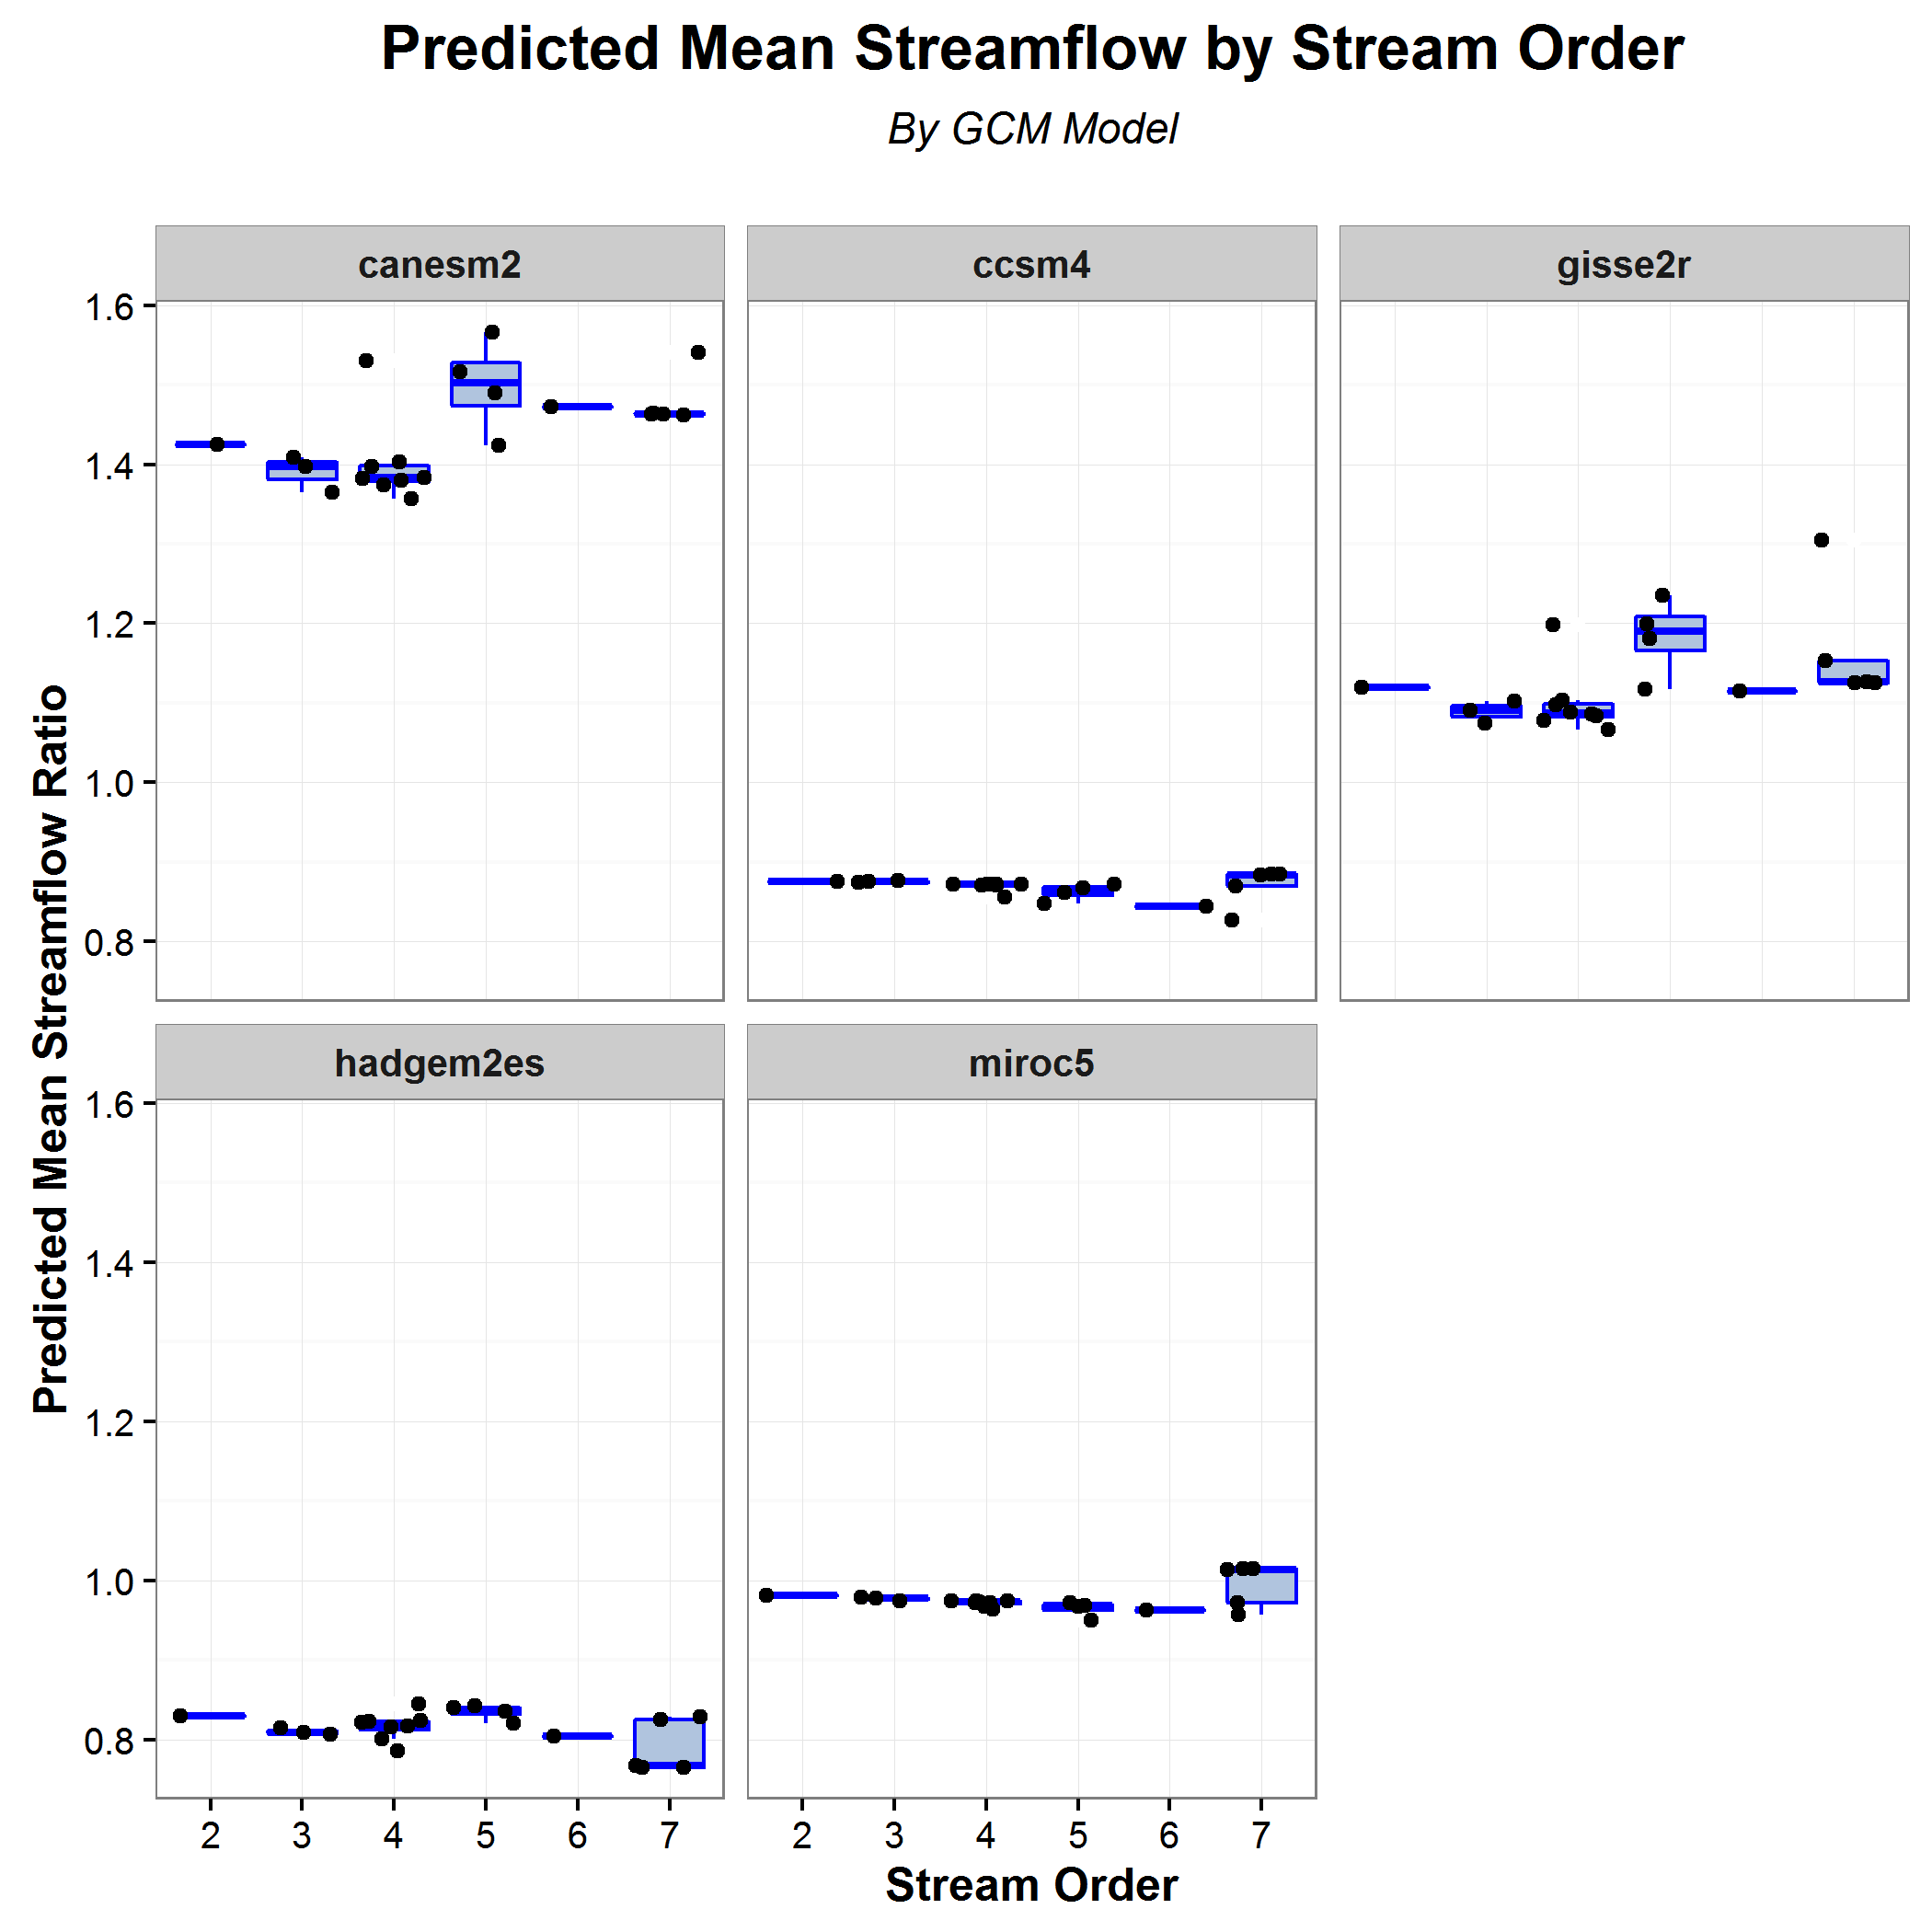 Predicted Mean Streamflow by Stream Order
By GCM Model
canesm2
ccsm4
gisse2r
1.6
1.4
1.2
1.0
0.8
Predicted Mean Streamflow Ratio
hadgem2es
miroc5
1.6
1.4
1.2
1.0
0.8
2 3 4 5 6 7
2 3 4 5 6 7
Stream Order